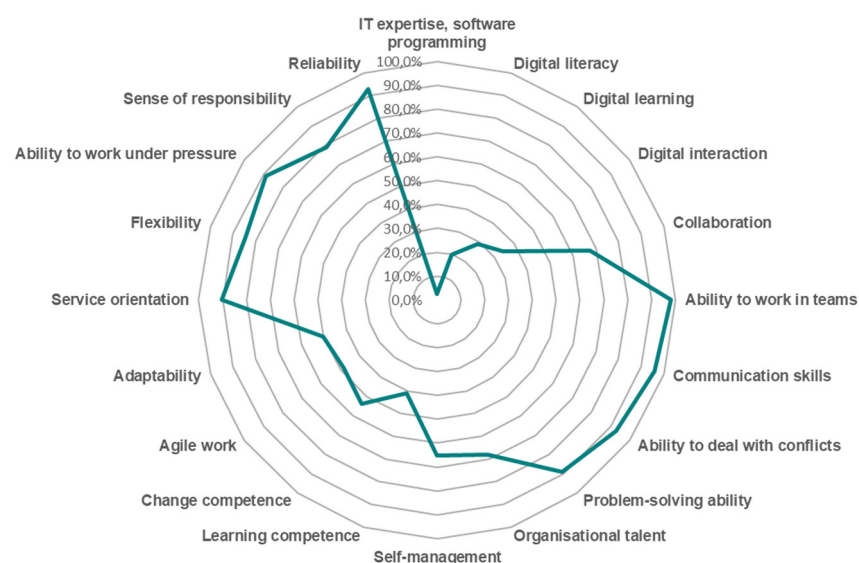 IT expertise, software
programming
Digital literacy
Digital learning
Digital interaction
Collaboration
Ability to work in teams
Communication skills
Ability to deal with conflicts
Problem-solving ability
Organisational talent
Self-management
Learning competence
Change competence
Agile work
Adaptability
Service orientation
Flexibility
Ability to work under pressure
Sense of responsibility
Reliability
100,0%
90,0%
80,0%
70,0%
60,0%
50,0%
40,0%
30,0%
20,0%
10,0%
0,0%